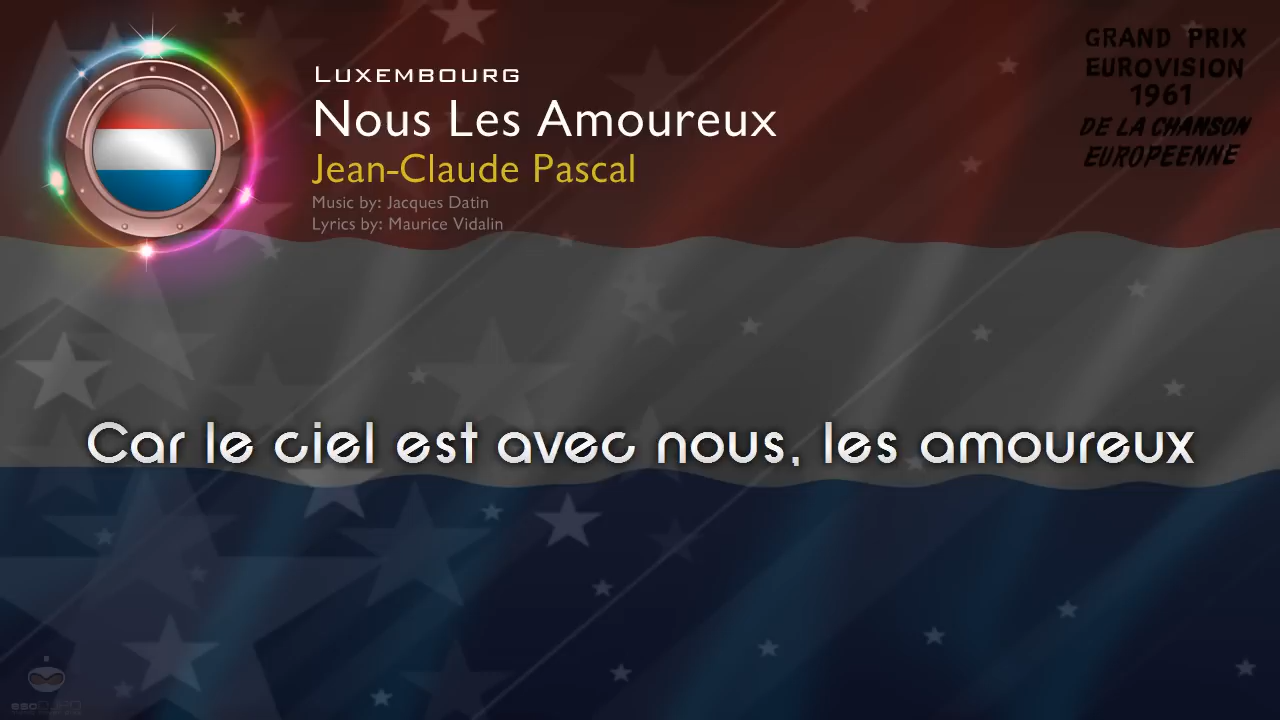 Luxembourg
Nous Les Amoureux
Jean-Claude Pascal
Music by: Jacques Datin
Lyrics by: Maurice Vidalin
GRAND PRIX
EUROVISION
1961
DE LA CHANSON
EUROPEENNE
Car le ciel est avec nous, les amoureux